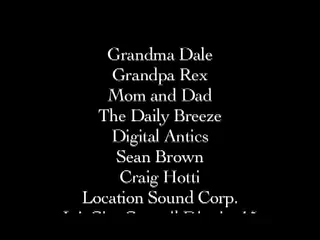 Grandma Dale
Grandpa Rex
Mom and Dad
The Daily Breeze
Digital Antics
Sean Brown
Craig Hotti
Location Sound Corp.